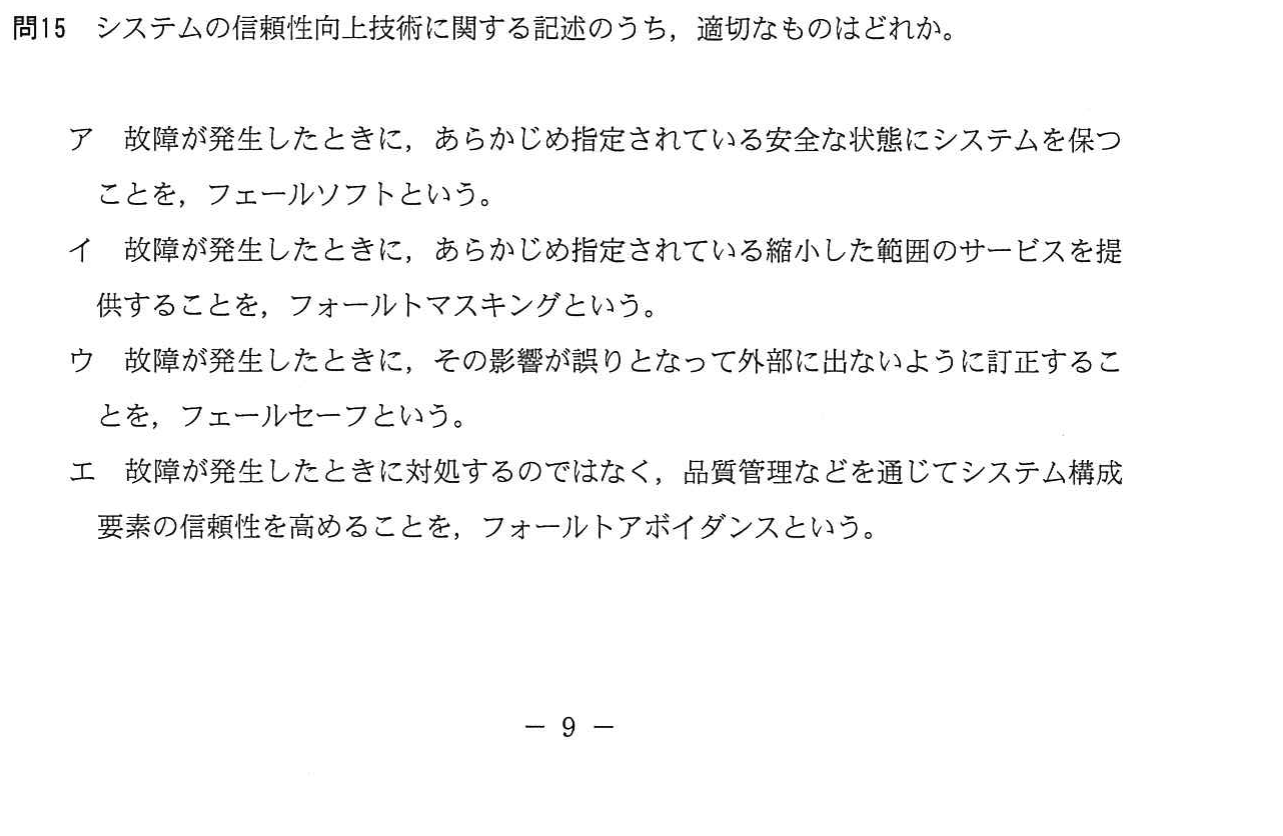 問15 システムの信頼性向上技術に関する記述のうち，適切なものはどれか。
ア 故障が発生したときに，あらかじめ指定されている安全な状態にシステムを保つ
ことを，フェールソフトという。
イ 故障が発生したときに，あらかじめ指定されている縮小した範囲のサービスを提
供することを，フォールトマスキングという。
ウ 故障が発生したときに，その影響が誤りとなって外部に出ないように訂正するこ
とを，フェールセーフという。
エ 故障が発生したときに対処するのではなく，品質管理などを通じてシステム構成
要素の信頼性を高めることを，フォールトアボイダンスという。
― 9 ―